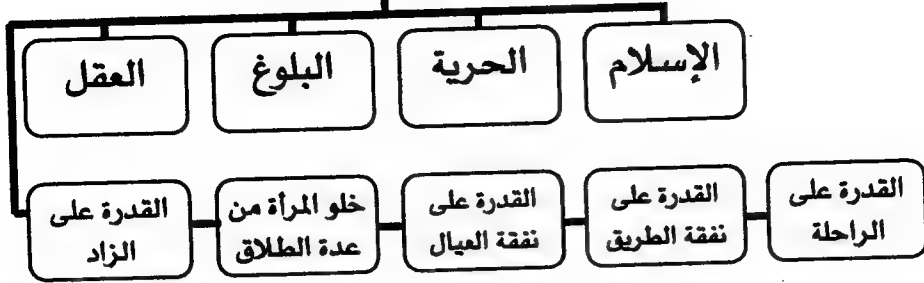 الإسلام
الحرية
البلوغ
العقل
القدرة على
الراحلة
القدرة على
نفقة الطريق
القدرة على
نفقة العيال
خلو المرأة من
عدة الطلاق
القدرة على
الزاد